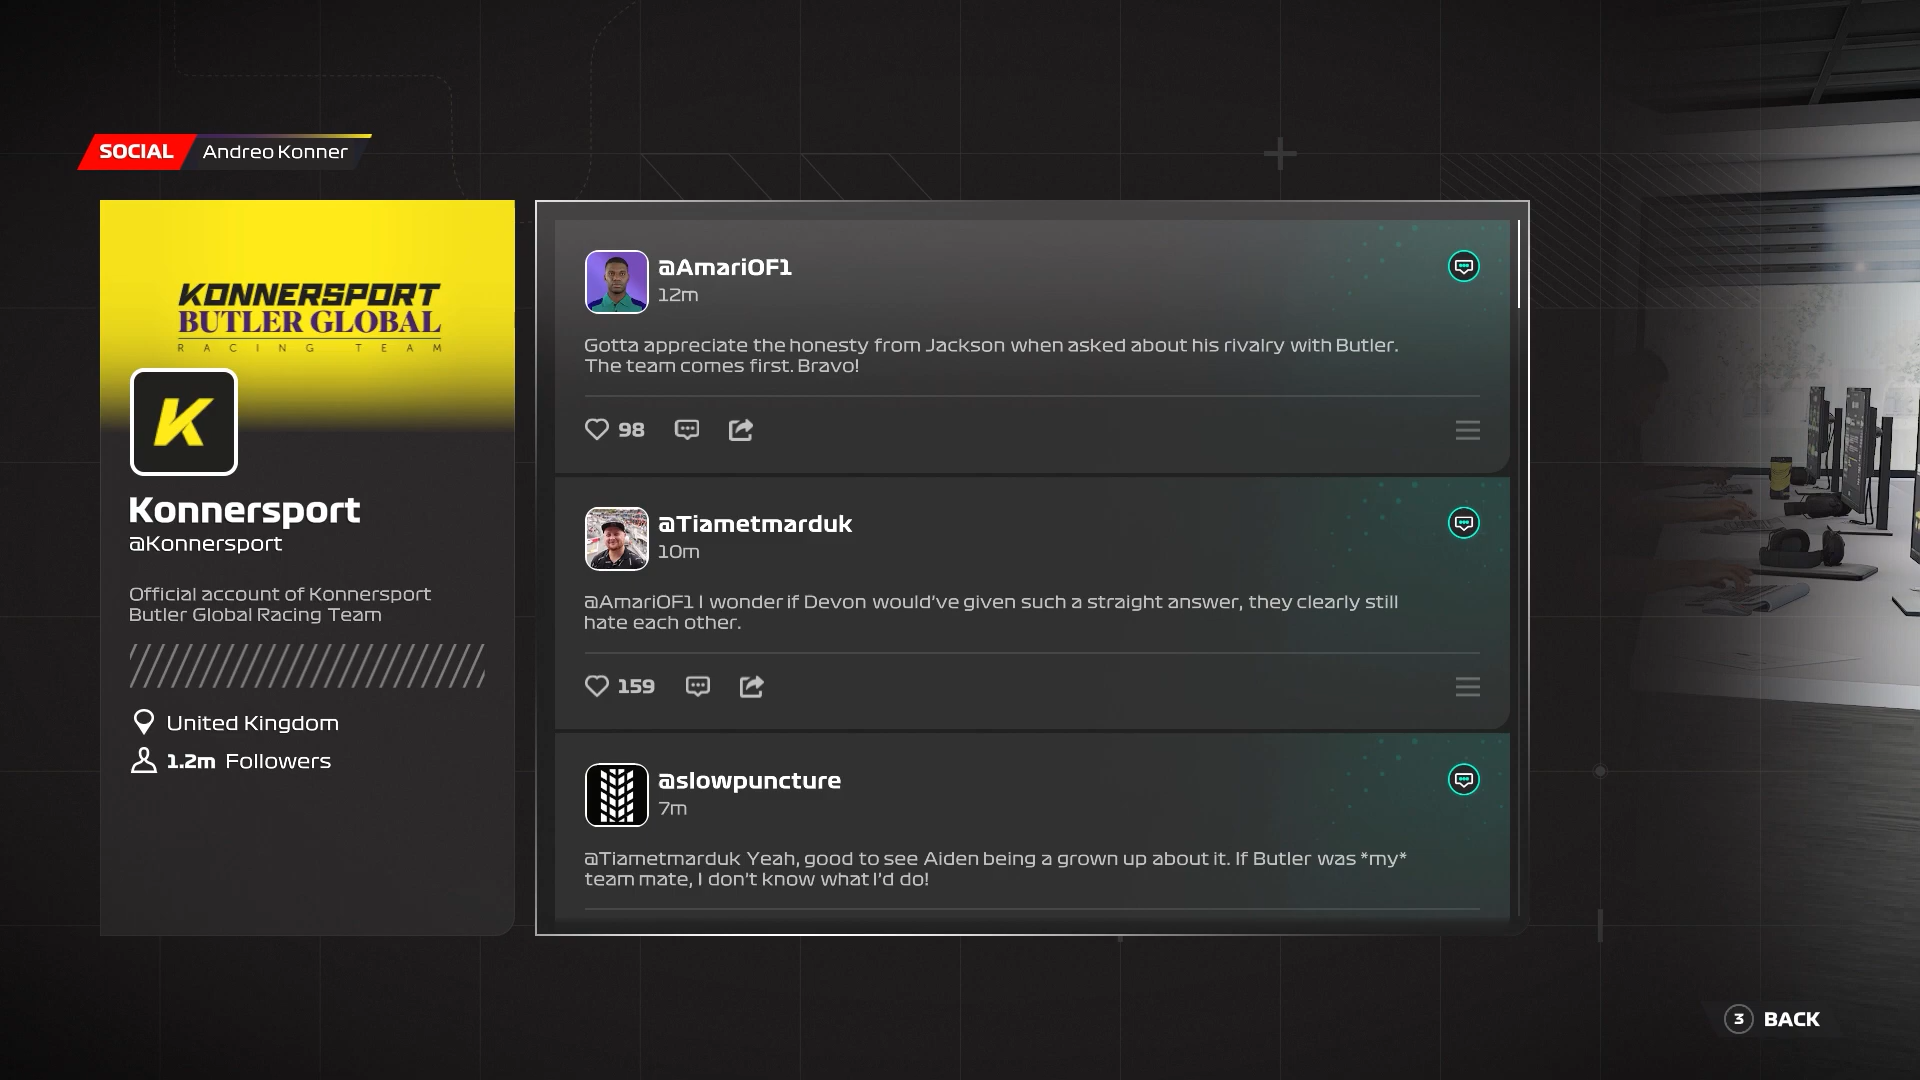 SOCIAL Andreo Konner
KONNERSPORT
BUTLER GLOBAL
RACING TEAM
K
Konnersport
@Konnersport
Official account of Konnersport
Butler Global Racing Team
United Kingdom
1.2m Followers
@AmariOF1
12m
Gotta appreciate the honesty from Jackson when asked about his rivalry with Butler.
The team comes first. Bravo!
98
@Tiametmarduk
10m
@AmariOF1 I wonder if Devon would've given such a straight answer, they clearly still
hate each other.
159
@slowpuncture
7m
@Tiametmarduk Yeah, good to see Aiden being a grown up about it. If Butler was *my*
team mate, I don't know what I'd do!
3 BACK